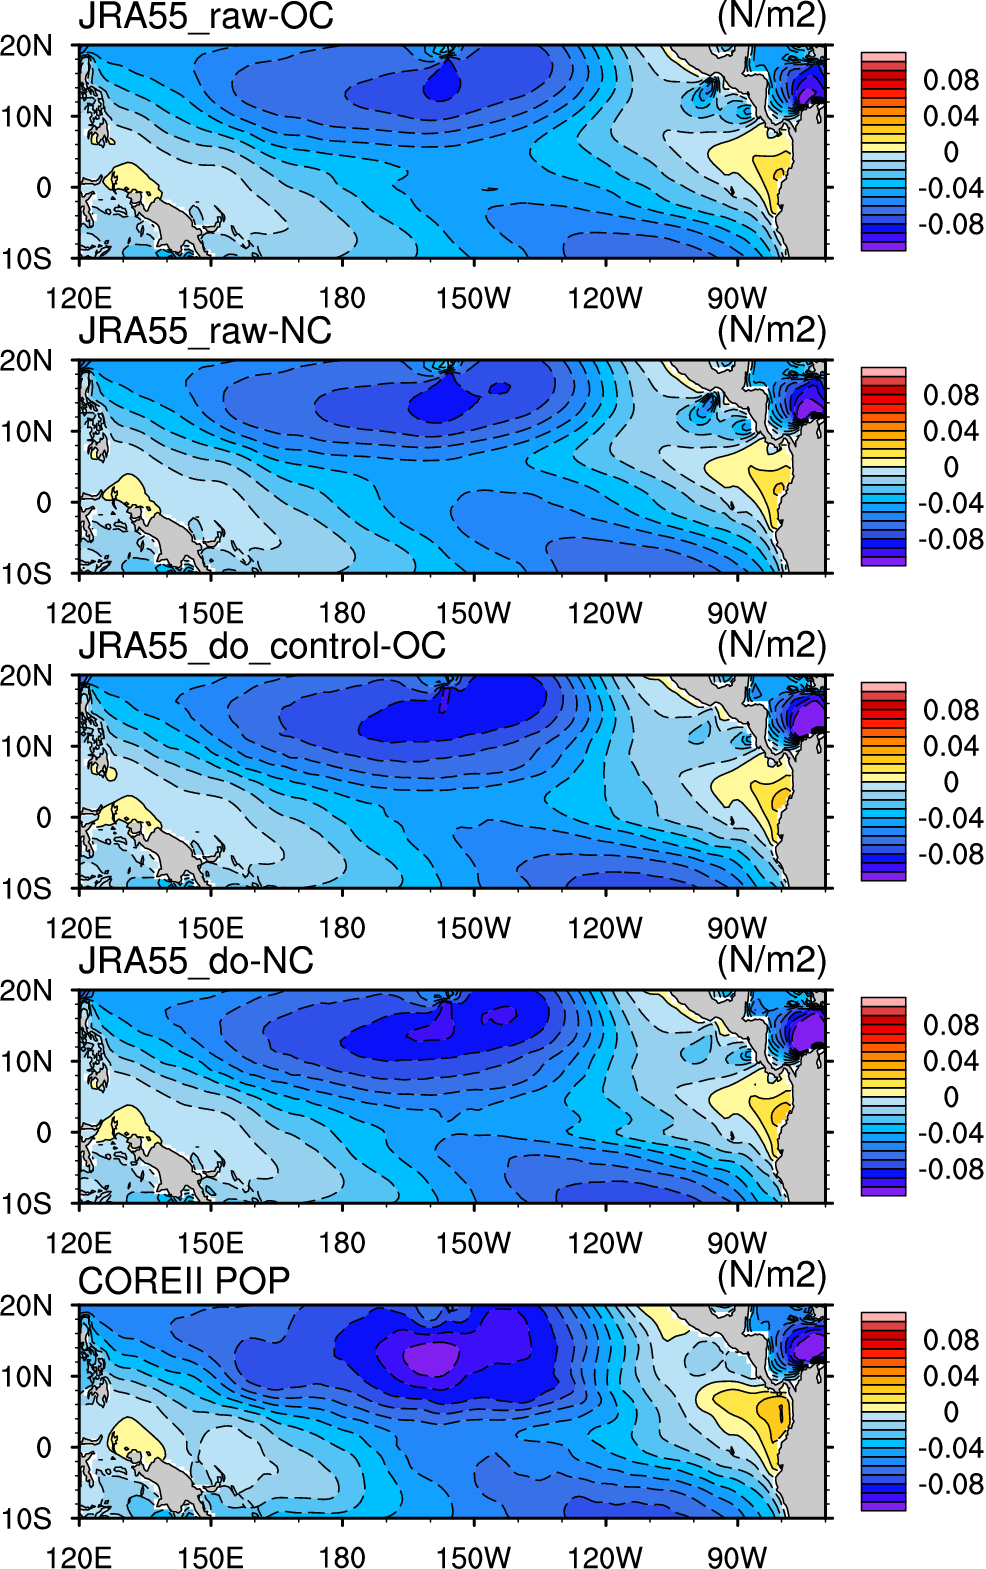 JRA55_raw-OC (N/m2)
20N
10N
0
10S
120E 150E 180 150W 120W 90W
0.08
0.04
0
-0.04
-0.08
JRA55_raw-NC (N/m2)
20N
10N
0
10S
120E 150E 180 150W 120W 90W
0.08
0.04
0
-0.04
-0.08
JRA55_do_control-OC (N/m2)
20N
10N
0
10S
120E 150E 180 150W 120W 90W
0.08
0.04
0
-0.04
-0.08
JRA55_do-NC (N/m2)
20N
10N
0
10S
120E 150E 180 150W 120W 90W
0.08
0.04
0
-0.04
-0.08
COREII POP (N/m2)
20N
10N
0
10S
120E 150E 180 150W 120W 90W
0.08
0.04
0
-0.04
-0.08